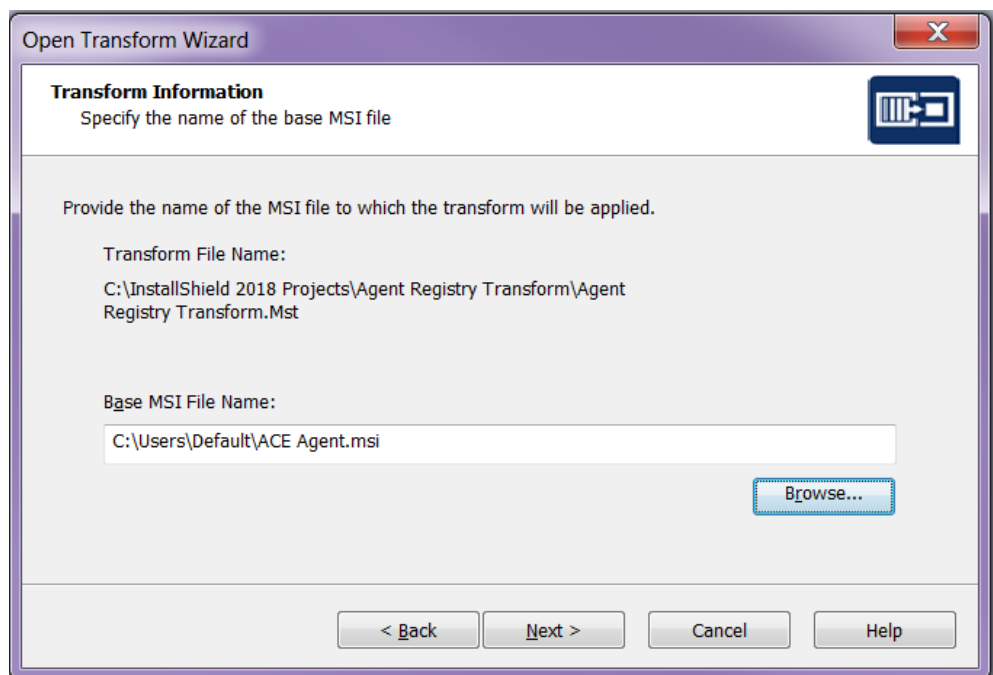 Open Transform Wizard
X
Transform Information
Specify the name of the base MSI file
Provide the name of the MSI file to which the transform will be applied.
Transform File Name:
C:\InstallShield 2018 Projects\Agent Registry Transform\Agent
Registry Transform.Mst
Base MSI File Name:
C:\Users\Default\ACE Agent.msi
Browse...
< Back Next > Cancel Help